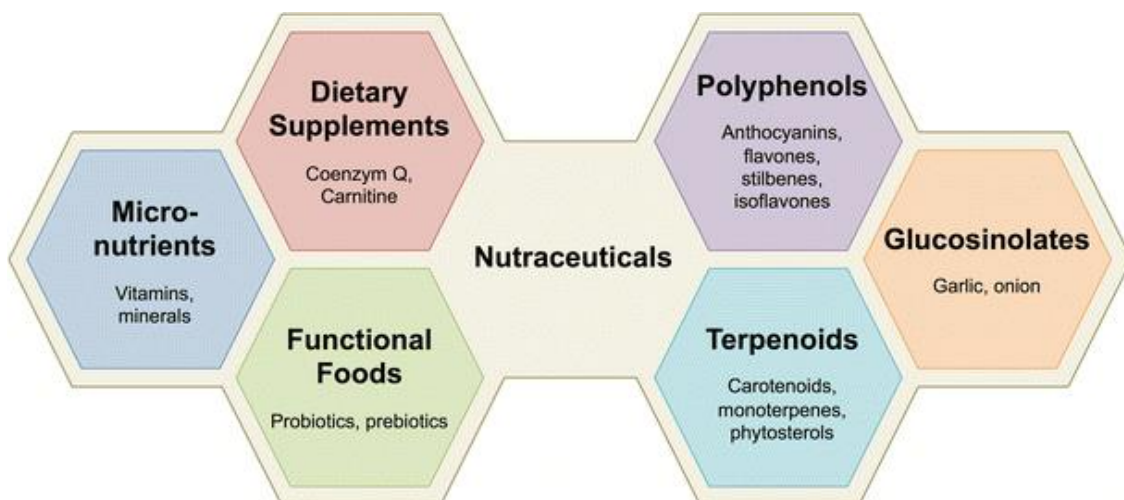 Dietary
Supplements
Coenzym Q,
Carnitine
Micro-
nutrients
Vitamins,
minerals
Functional
Foods
Probiotics, prebiotics
Nutraceuticals
Polyphenols
Anthocyanins,
flavones,
stilbenes,
isoflavones
Glucosinolates
Garlic, onion
Terpenoids
Carotenoids,
monoterpenes,
phytosterols